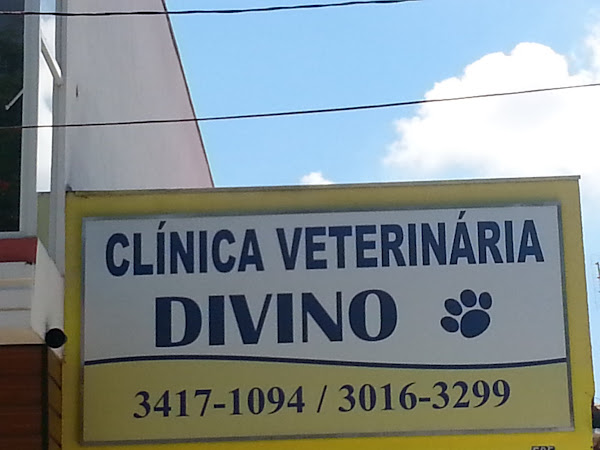 CLÍNICA VETERINÁRIA
DIVINO
3417-1094 / 3016-3299